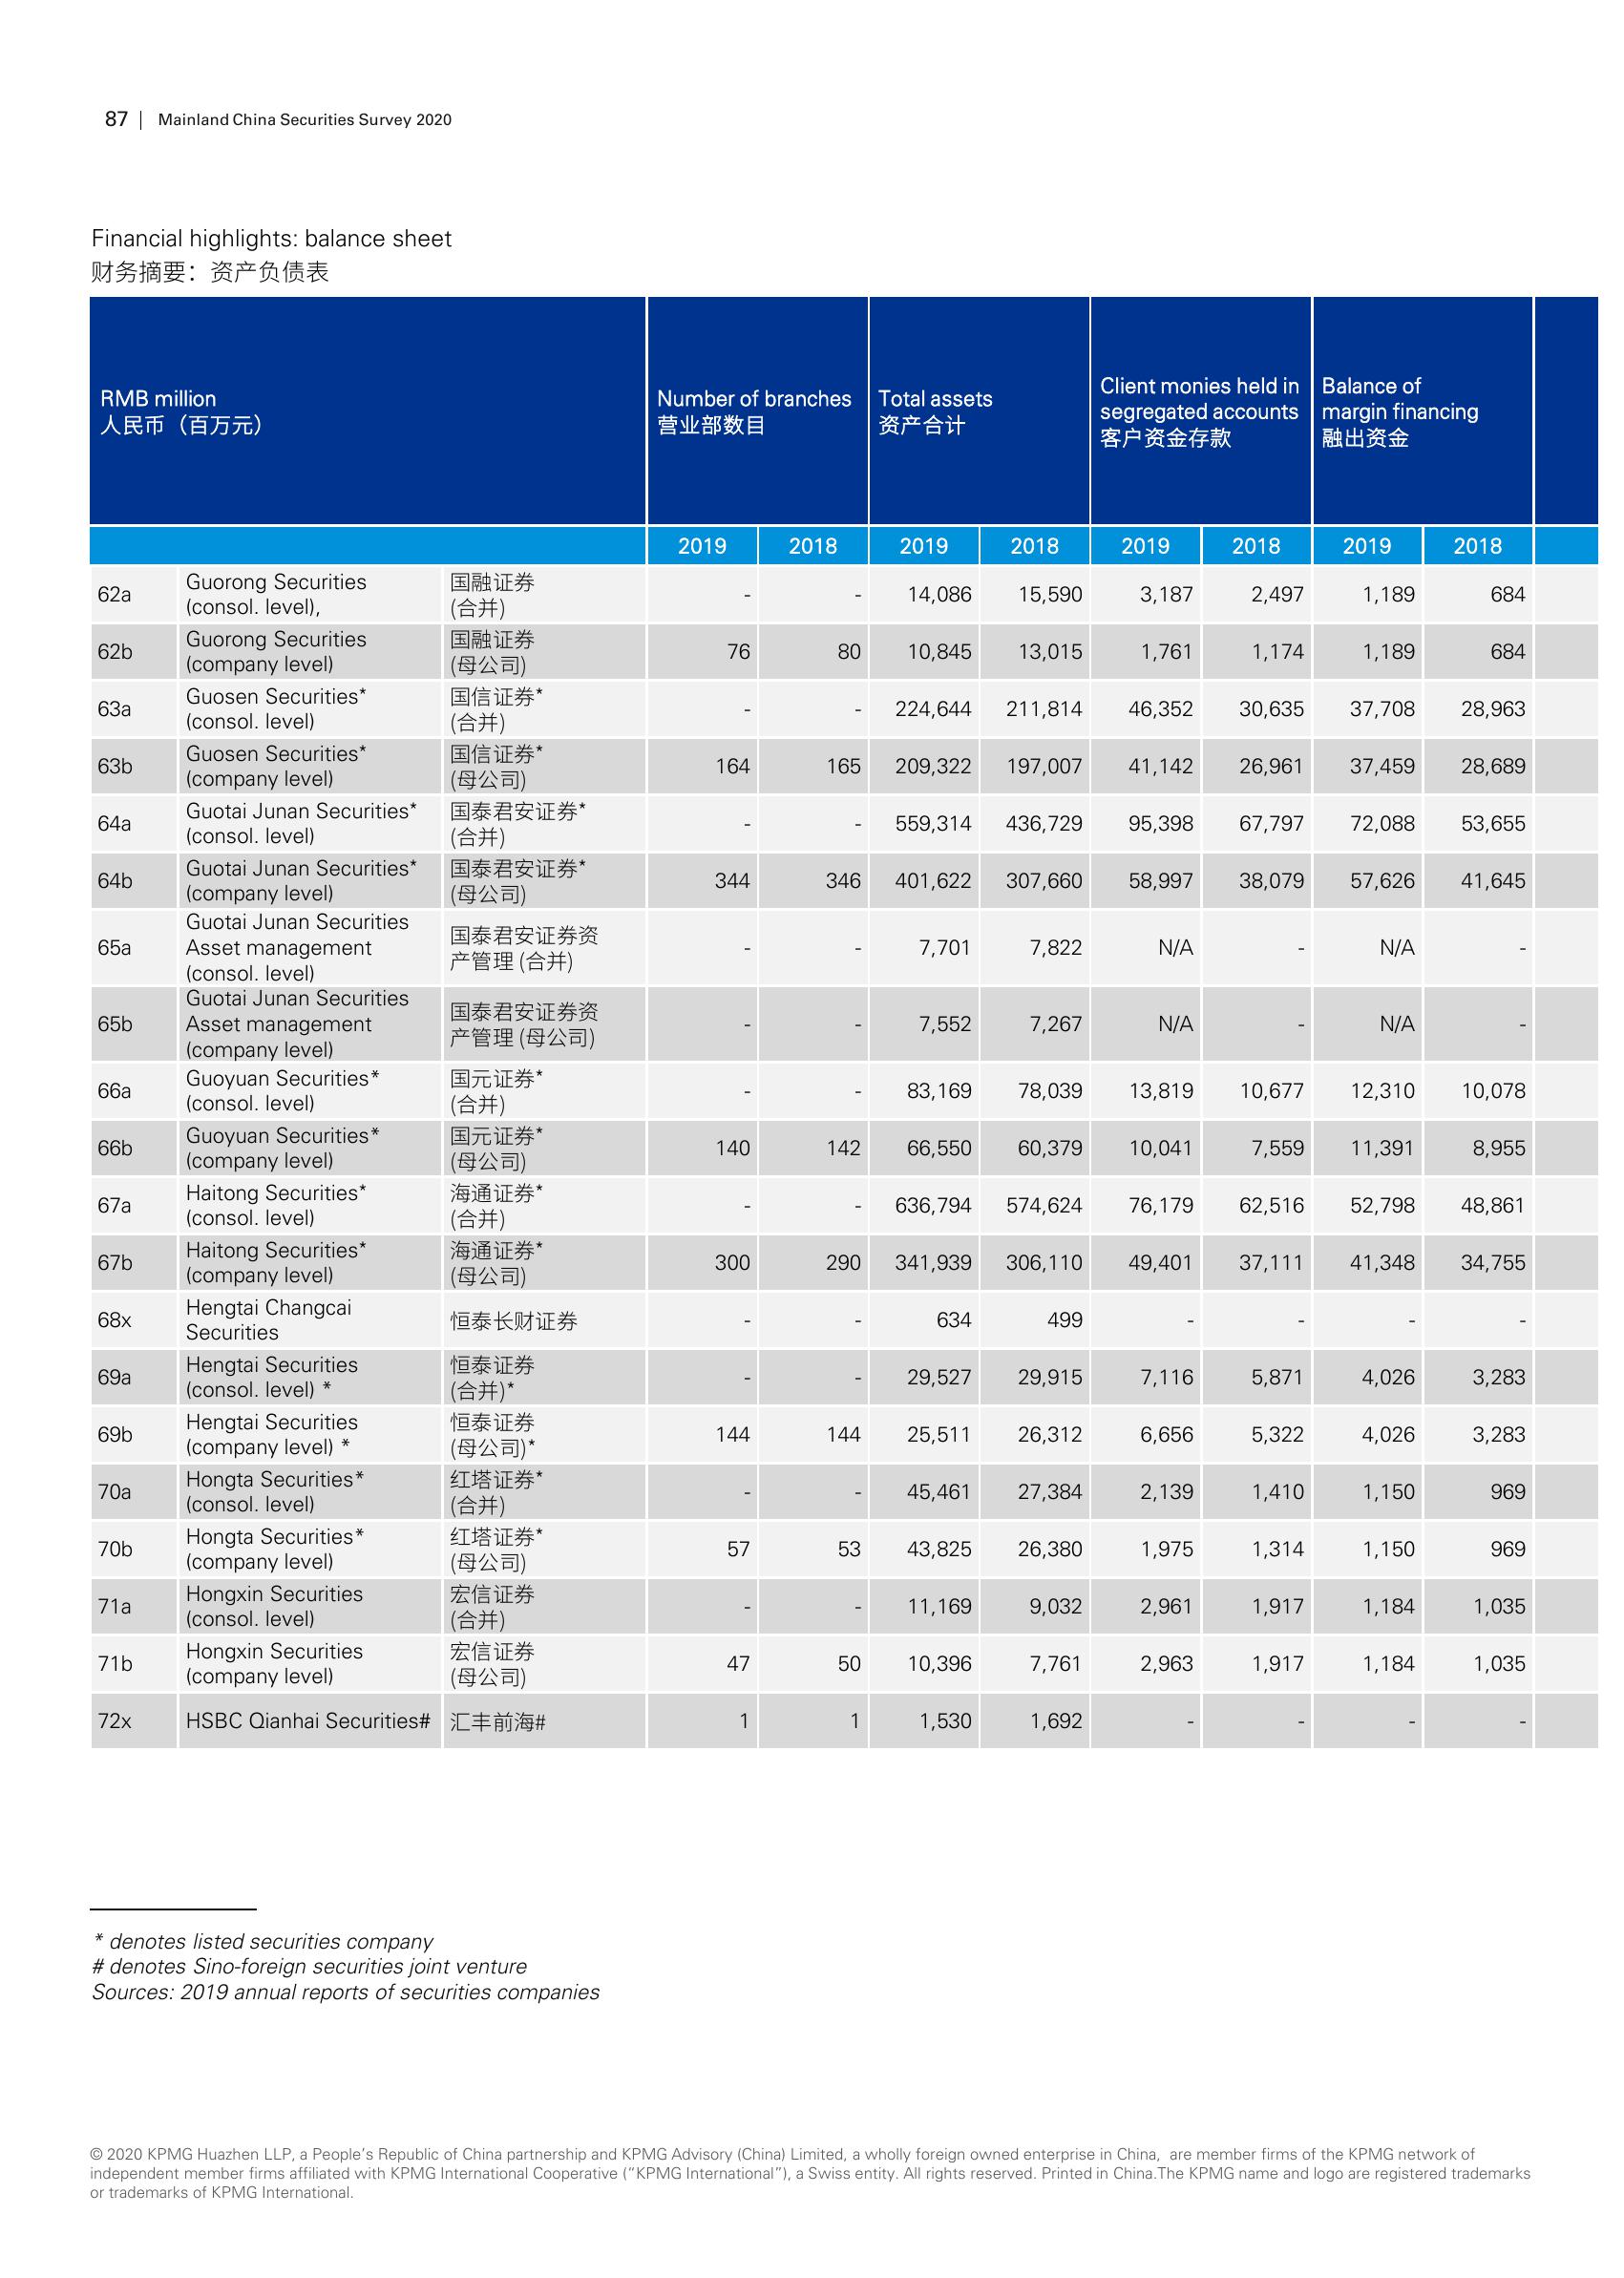 87 | Mainland China Securities Survey 2020
Financial highlights: balance sheet
财务摘要：资产负债表
RMB million
人民币（百万元）
Number of branches
营业部数目
Total assets
资产合计
Client monies held in
segregated accounts
客户资金存款
Balance of
margin financing
融出资金
2019 2018 2019 2018 2019 2018 2019 2018
62a Guorong Securities (consol. level), 国融证券 (合并) - - 14,086 15,590 3,187 2,497 1,189 684
62b Guorong Securities (company level) 国融证券 (母公司) 76 80 10,845 13,015 1,761 1,174 1,189 684
63a Guosen Securities* (consol. level) 国信证券* (合并) - - 224,644 211,814 46,352 30,635 37,708 28,963
63b Guosen Securities* (company level) 国信证券* (母公司) 164 165 209,322 197,007 41,142 26,961 37,459 28,689
64a Guotai Junan Securities* (consol. level) 国泰君安证券* (合并) - - 559,314 436,729 95,398 67,797 72,088 53,655
64b Guotai Junan Securities* (company level) 国泰君安证券* (母公司) 344 346 401,622 307,660 58,997 38,079 57,626 41,645
65a Guotai Junan Securities Asset management (consol. level) 国泰君安证券资产管理 (合并) - - 7,701 7,822 N/A - N/A -
65b Guotai Junan Securities Asset management (company level) 国泰君安证券资产管理 (母公司) - - 7,552 7,267 N/A - N/A -
66a Guoyuan Securities* (consol. level) 国元证券* (合并) - - 83,169 78,039 13,819 10,677 12,310 10,078
66b Guoyuan Securities* (company level) 国元证券* (母公司) 140 142 66,550 60,379 10,041 7,559 11,391 8,955
67a Haitong Securities* (consol. level) 海通证券* (合并) - - 636,794 574,624 76,179 62,516 52,798 48,861
67b Haitong Securities* (company level) 海通证券* (母公司) 300 290 341,939 306,110 49,401 37,111 41,348 34,755
68x Hengtai Changcai Securities 恒泰长财证券 - - 634 499 - - - -
69a Hengtai Securities (consol. level) * 恒泰证券 (合并)* - - 29,527 29,915 7,116 5,871 4,026 3,283
69b Hengtai Securities (company level) * 恒泰证券 (母公司)* 144 144 25,511 26,312 6,656 5,322 4,026 3,283
70a Hongta Securities* (consol. level) 红塔证券* (合并) - - 45,461 27,384 2,139 1,410 1,150 969
70b Hongta Securities* (company level) 红塔证券* (母公司) 57 53 43,825 26,380 1,975 1,314 1,150 969
71a Hongxin Securities (consol. level) 宏信证券 (合并) - - 11,169 9,032 2,961 1,917 1,184 1,035
71b Hongxin Securities (company level) 宏信证券 (母公司) 47 50 10,396 7,761 2,963 1,917 1,184 1,035
72x HSBC Qianhai Securities# 汇丰前海# 1 1 1,530 1,692 - - - -
* denotes listed securities company
# denotes Sino-foreign securities joint venture
Sources: 2019 annual reports of securities companies
© 2020 KPMG Huazhen LLP, a People’s Republic of China partnership and KPMG Advisory (China) Limited, a wholly foreign owned enterprise in China, are member firms of the KPMG network of
independent member firms affiliated with KPMG International Cooperative (“KPMG International”), a Swiss entity. All rights reserved. Printed in China.The KPMG name and logo are registered trademarks
or trademarks of KPMG International.